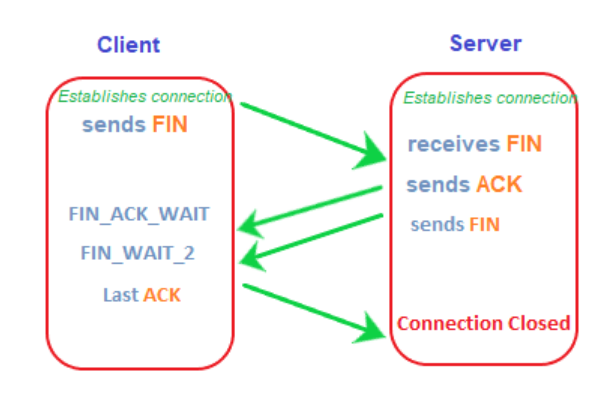 Client
Establishes connection
sends FIN
FIN_ACK_WAIT
FIN_WAIT_2
Last ACK
Server
Establishes connection
receives FIN
sends ACK
sends FIN
Connection Closed